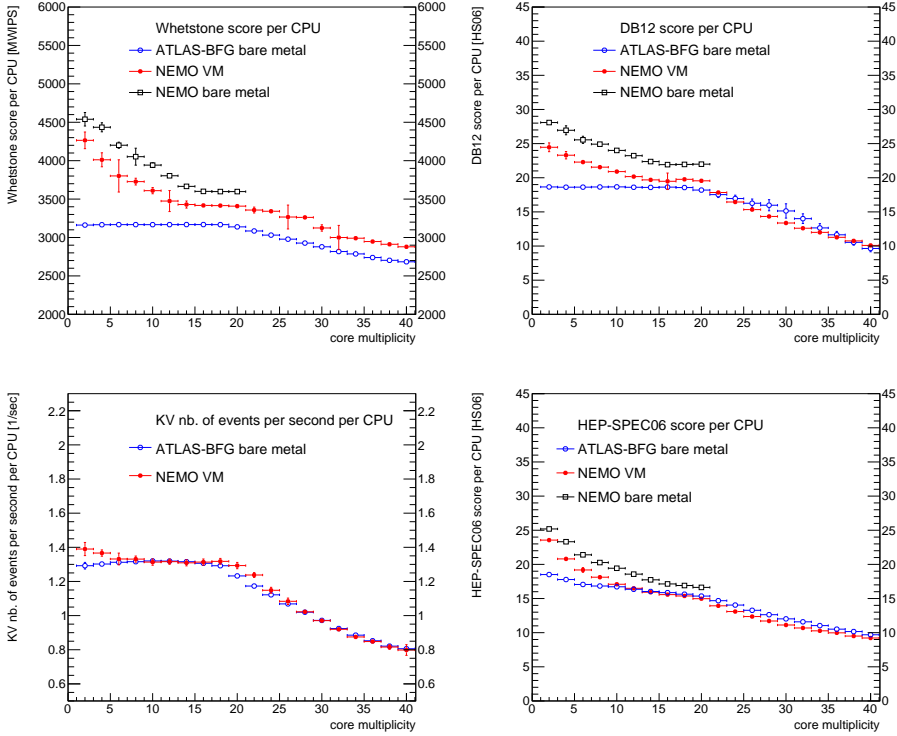 Whetstone score per CPU [MWIPS]
6000
5500
5000
4500
4000
3500
3000
2500
2000
Whetstone score per CPU
ATLAS-BFG bare metal
NEMO VM
NEMO bare metal
6000
5500
5000
4500
4000
3500
3000
2500
2000
0 5 10 15 20 25 30 35 40
core multiplicity
DB12 score per CPU [HS06]
45
40
35
30
25
20
15
10
5
0
DB12 score per CPU
ATLAS-BFG bare metal
NEMO VM
NEMO bare metal
45
40
35
30
25
20
15
10
5
0
0 5 10 15 20 25 30 35 40
core multiplicity
KV nb. of events per second per CPU [1/sec]
2.2
2
1.8
1.6
1.4
1.2
1
0.8
0.6
KV nb. of events per second per CPU
ATLAS-BFG bare metal
NEMO VM
2.2
2
1.8
1.6
1.4
1.2
1
0.8
0.6
0 5 10 15 20 25 30 35 40
core multiplicity
HEP-SPEC06 score per CPU [HS06]
45
40
35
30
25
20
15
10
5
0
HEP-SPEC06 score per CPU
ATLAS-BFG bare metal
NEMO VM
NEMO bare metal
45
40
35
30
25
20
15
10
5
0
0 5 10 15 20 25 30 35 40
core multiplicity